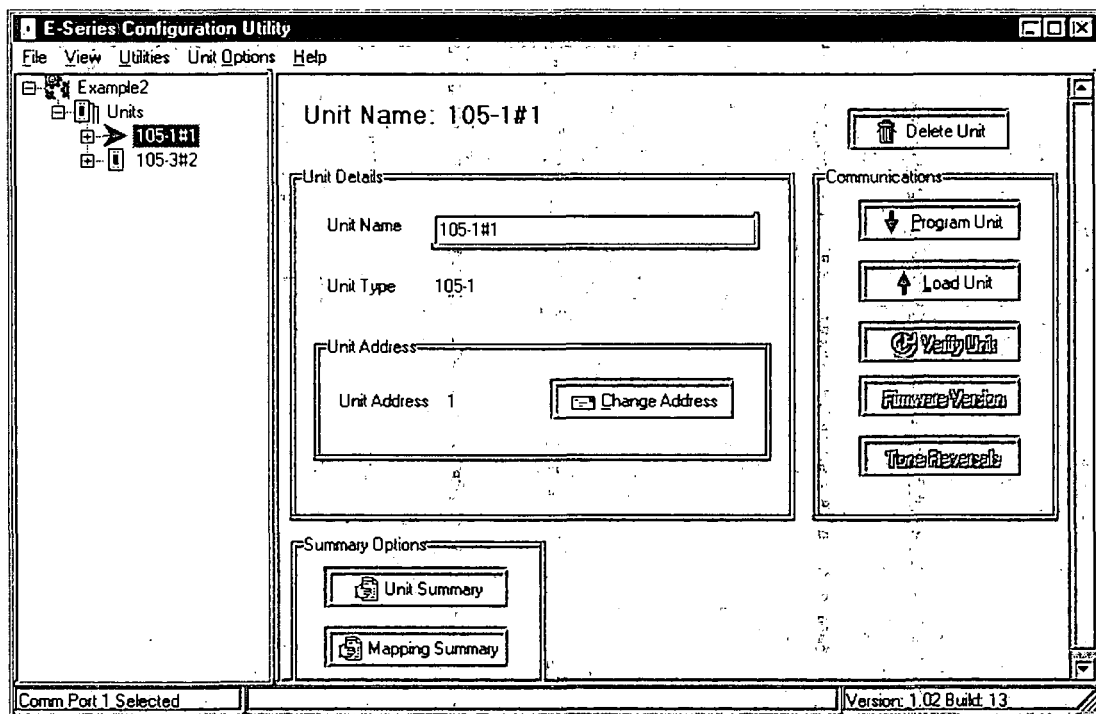 E-Series Configuration Utility
File View Utilities Unit Options Help
Example2
Units
105-1#1
105-3#2
Unit Name: 105-1#1
Delete Unit
Unit Details
Unit Name 105-1#1
Unit Type 105-1
Unit Address
Unit Address 1 Change Address
Communications
Program Unit
Load Unit
Verify Unit
Firmware Version
Tone Reversals
Summary Options
Unit Summary
Mapping Summary
Comm Port 1 Selected
Version: 1.02 Build: 13